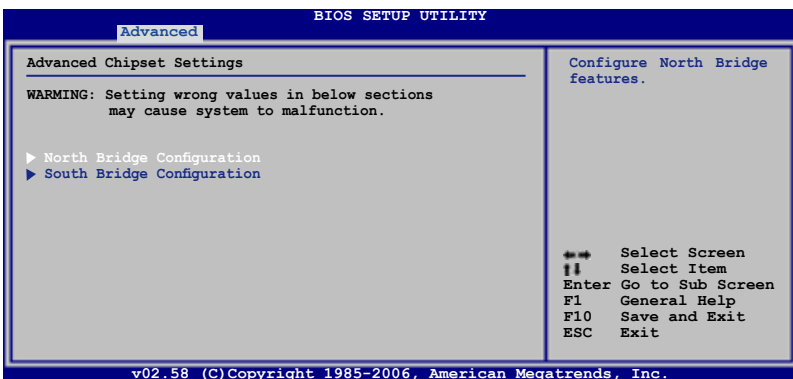 BIOS SETUP UTILITY
Advanced
Advanced Chipset Settings
WARMING: Setting wrong values in below sections
may cause system to malfunction.
North Bridge Configuration
South Bridge Configuration
Configure North Bridge
features.
Select Screen
Select Item
Enter Go to Sub Screen
F1 General Help
F10 Save and Exit
ESC Exit
v02.58 (C)Copyright 1985-2006, American Megatrends, Inc.